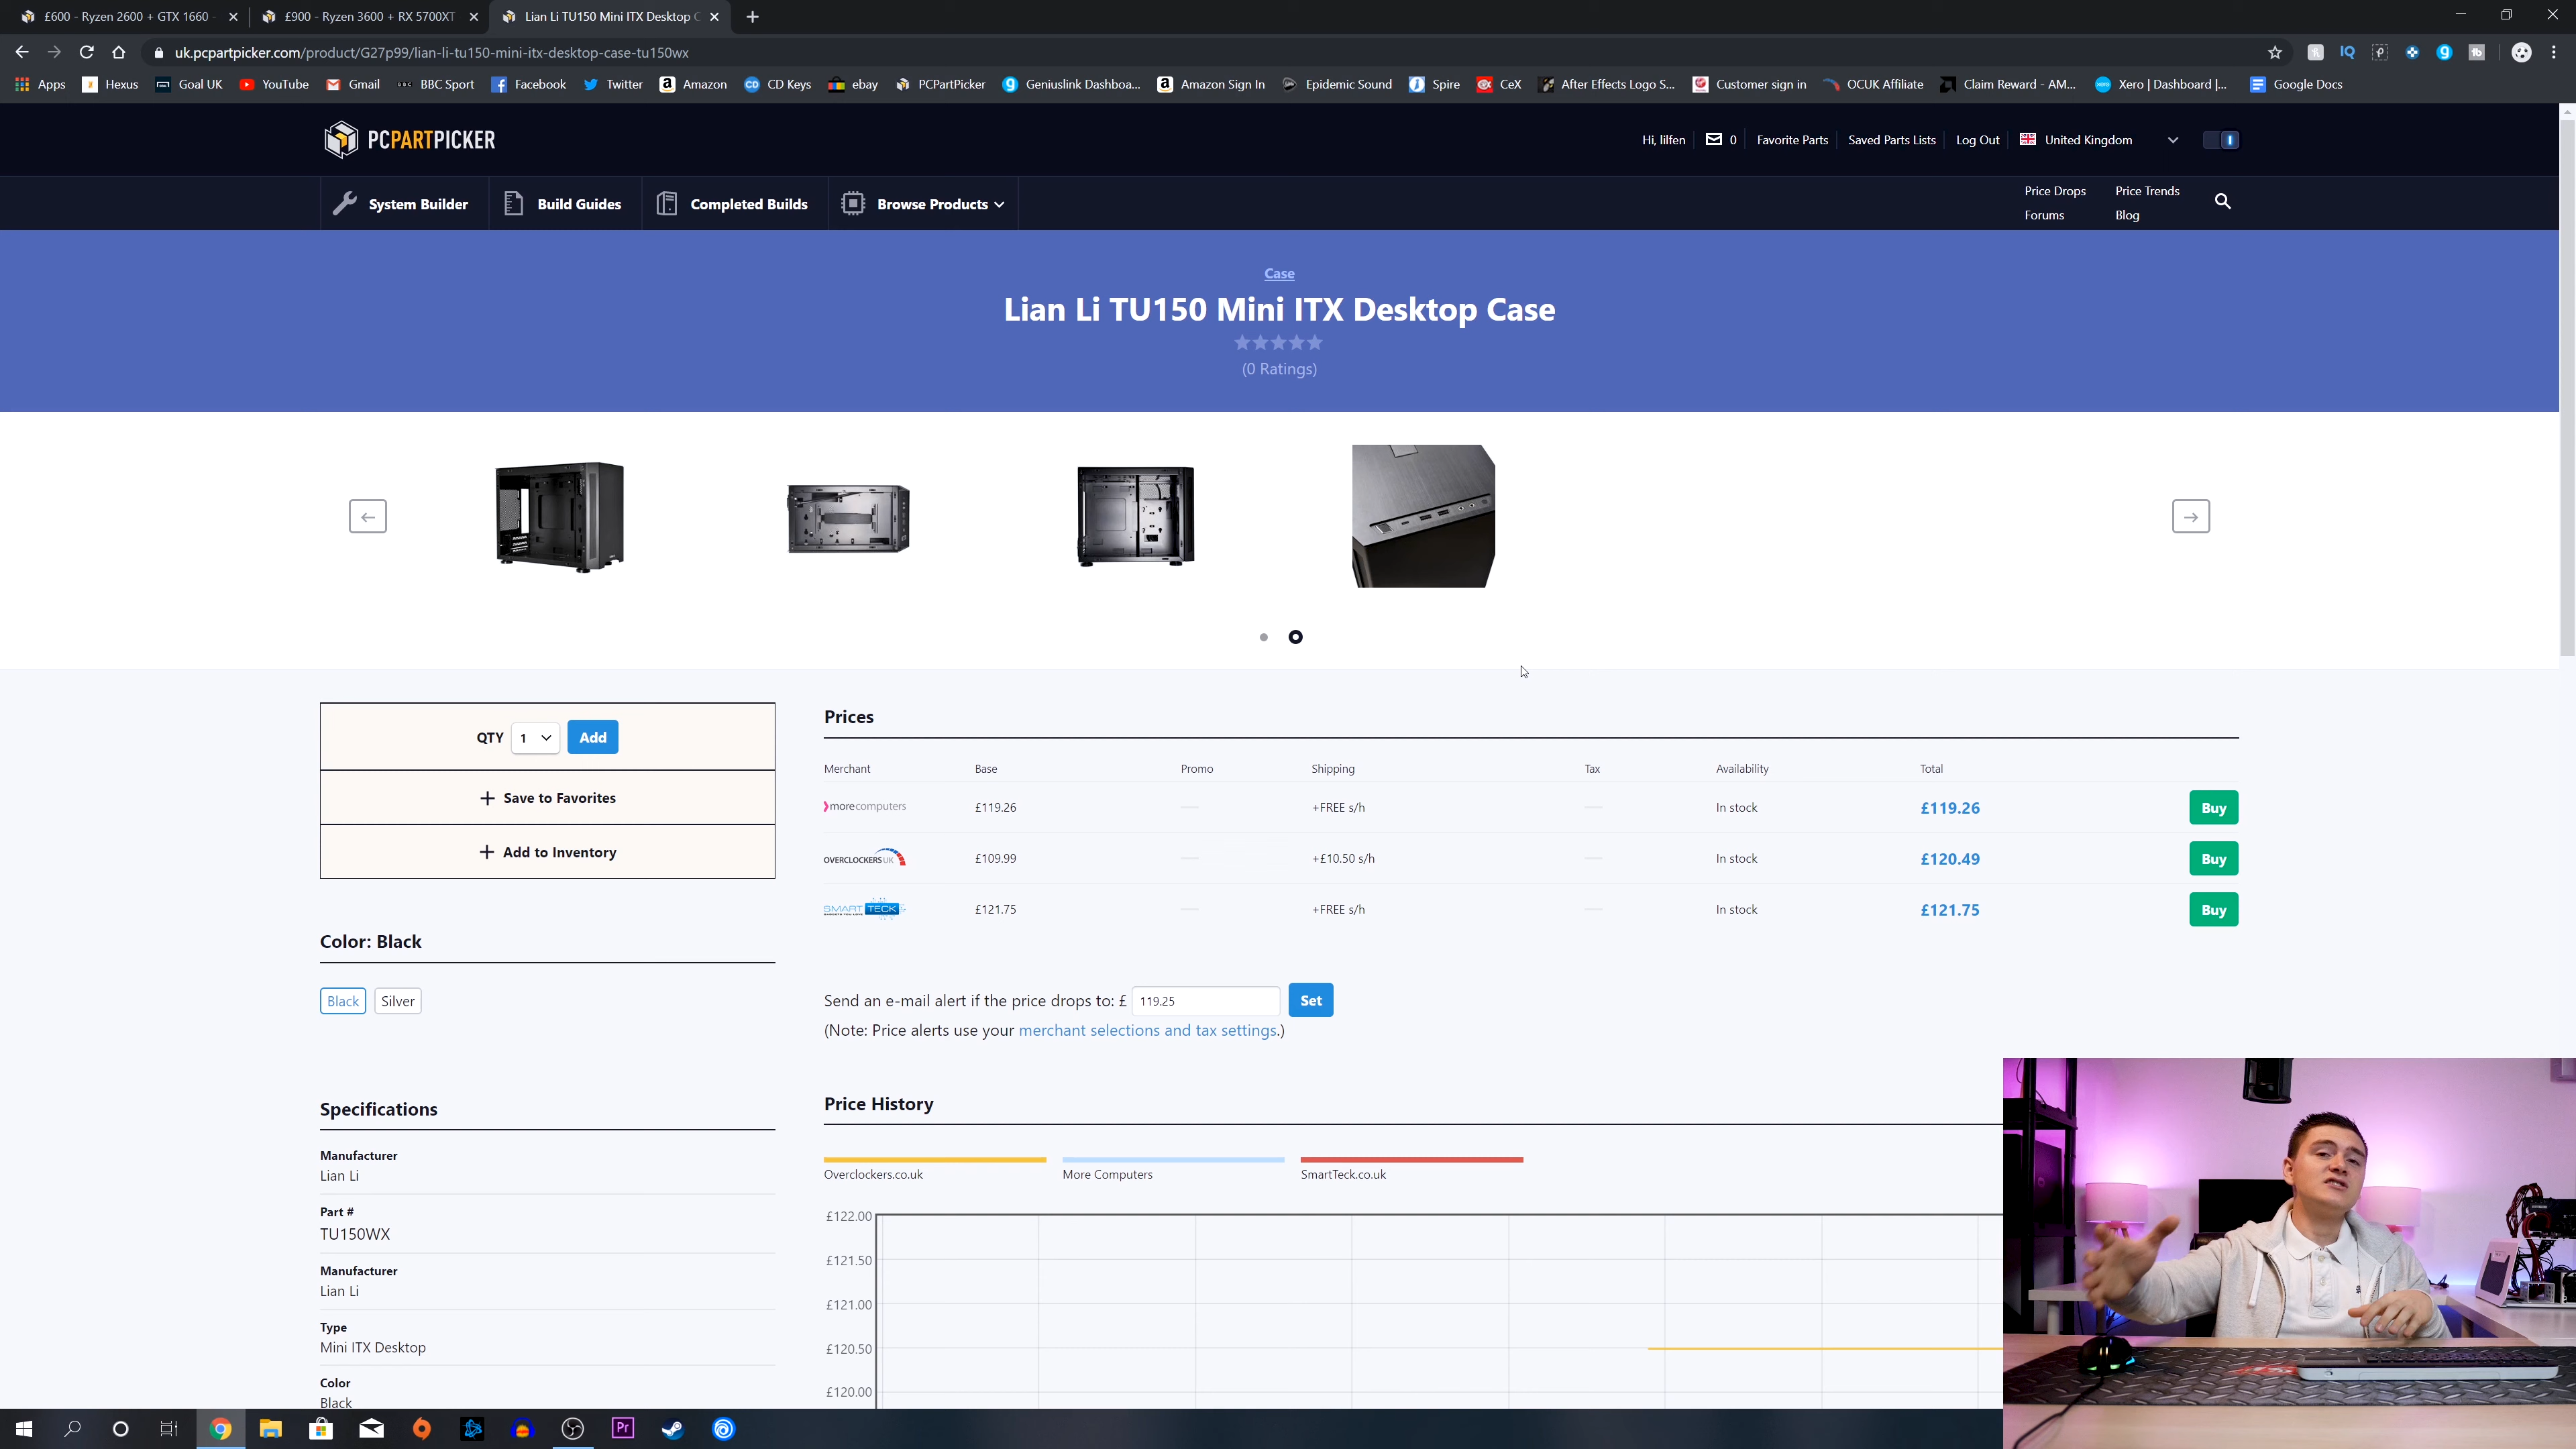 £600 - Ryzen 2600 + GTX 1660 -
£900 - Ryzen 3600 + RX 5700XT
Lian Li TU150 Mini ITX Desktop C
uk.pcpartpicker.com/product/G27p99/lian-li-tu150-mini-itx-desktop-case-tu150wx
Apps Hexus Goal UK YouTube Gmail BBC Sport Facebook Twitter Amazon CD Keys ebay PCPartPicker Geniuslink Dashboa... Amazon Sign In Epidemic Sound Spire CeX After Effects Logo S... Customer sign in OCUK Affiliate Claim Reward - AM... Xero | Dashboard |... Google Docs
PCPARTPICKER
Hi, lilfen 0 Favorite Parts Saved Parts Lists Log Out United Kingdom
System Builder Build Guides Completed Builds Browse Products
Price Drops Price Trends
Forums Blog
Case
Lian Li TU150 Mini ITX Desktop Case
(0 Ratings)
QTY 1 Add
+ Save to Favorites
+ Add to Inventory
Color: Black
Black Silver
Specifications
Manufacturer
Lian Li
Part #
TU150WX
Manufacturer
Lian Li
Type
Mini ITX Desktop
Color
Black
Prices
Merchant Base Promo Shipping Tax Availability Total
morecomputers £119.26 +FREE s/h In stock £119.26 Buy
OVERCLOCKERS UK £109.99 +£10.50 s/h In stock £120.49 Buy
SMART TECK £121.75 +FREE s/h In stock £121.75 Buy
Send an e-mail alert if the price drops to: £ 119.25 Set
(Note: Price alerts use your merchant selections and tax settings.)
Price History
Overclockers.co.uk More Computers SmartTeck.co.uk
£122.00
£121.50
£121.00
£120.50
£120.00
Pr